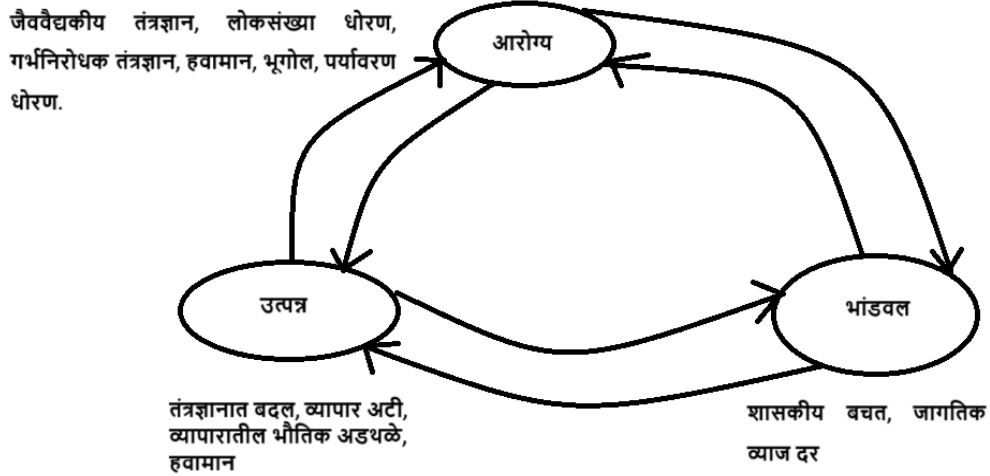 जैववैद्यकीय तंत्रज्ञान, लोकसंख्या धोरण,
गर्भनिरोधक तंत्रज्ञान, हवामान, भूगोल, पर्यावरण
धोरण.
आरोग्य
उत्पन्न
भांडवल
तंत्रज्ञानात बदल, व्यापार अटी,
व्यापारातील भौतिक अडथळे,
हवामान
शासकीय बचत, जागतिक
व्याज दर